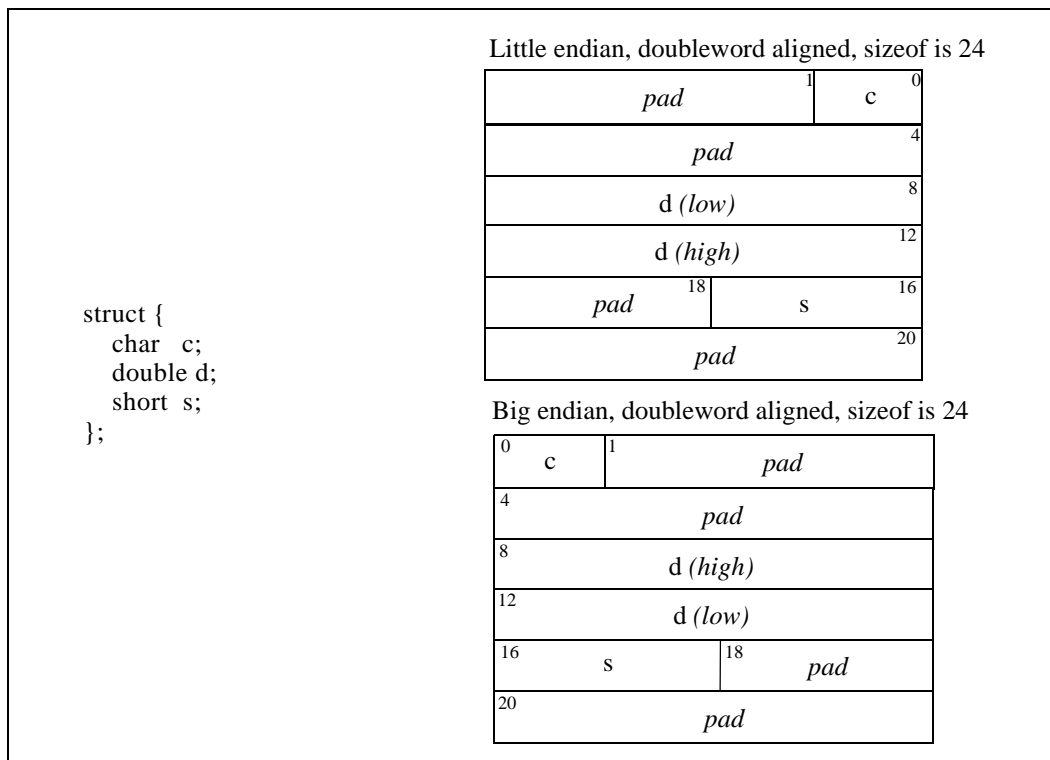 Little endian, doubleword aligned, sizeof is 24
pad 1 c 0
pad 4
d (low) 8
d (high) 12
pad 18 s 16
pad 20
struct {
char c;
double d;
short s;
};
Big endian, doubleword aligned, sizeof is 24
0 c 1 pad
4 pad
8 d (high)
12 d (low)
16 s 18 pad
20 pad